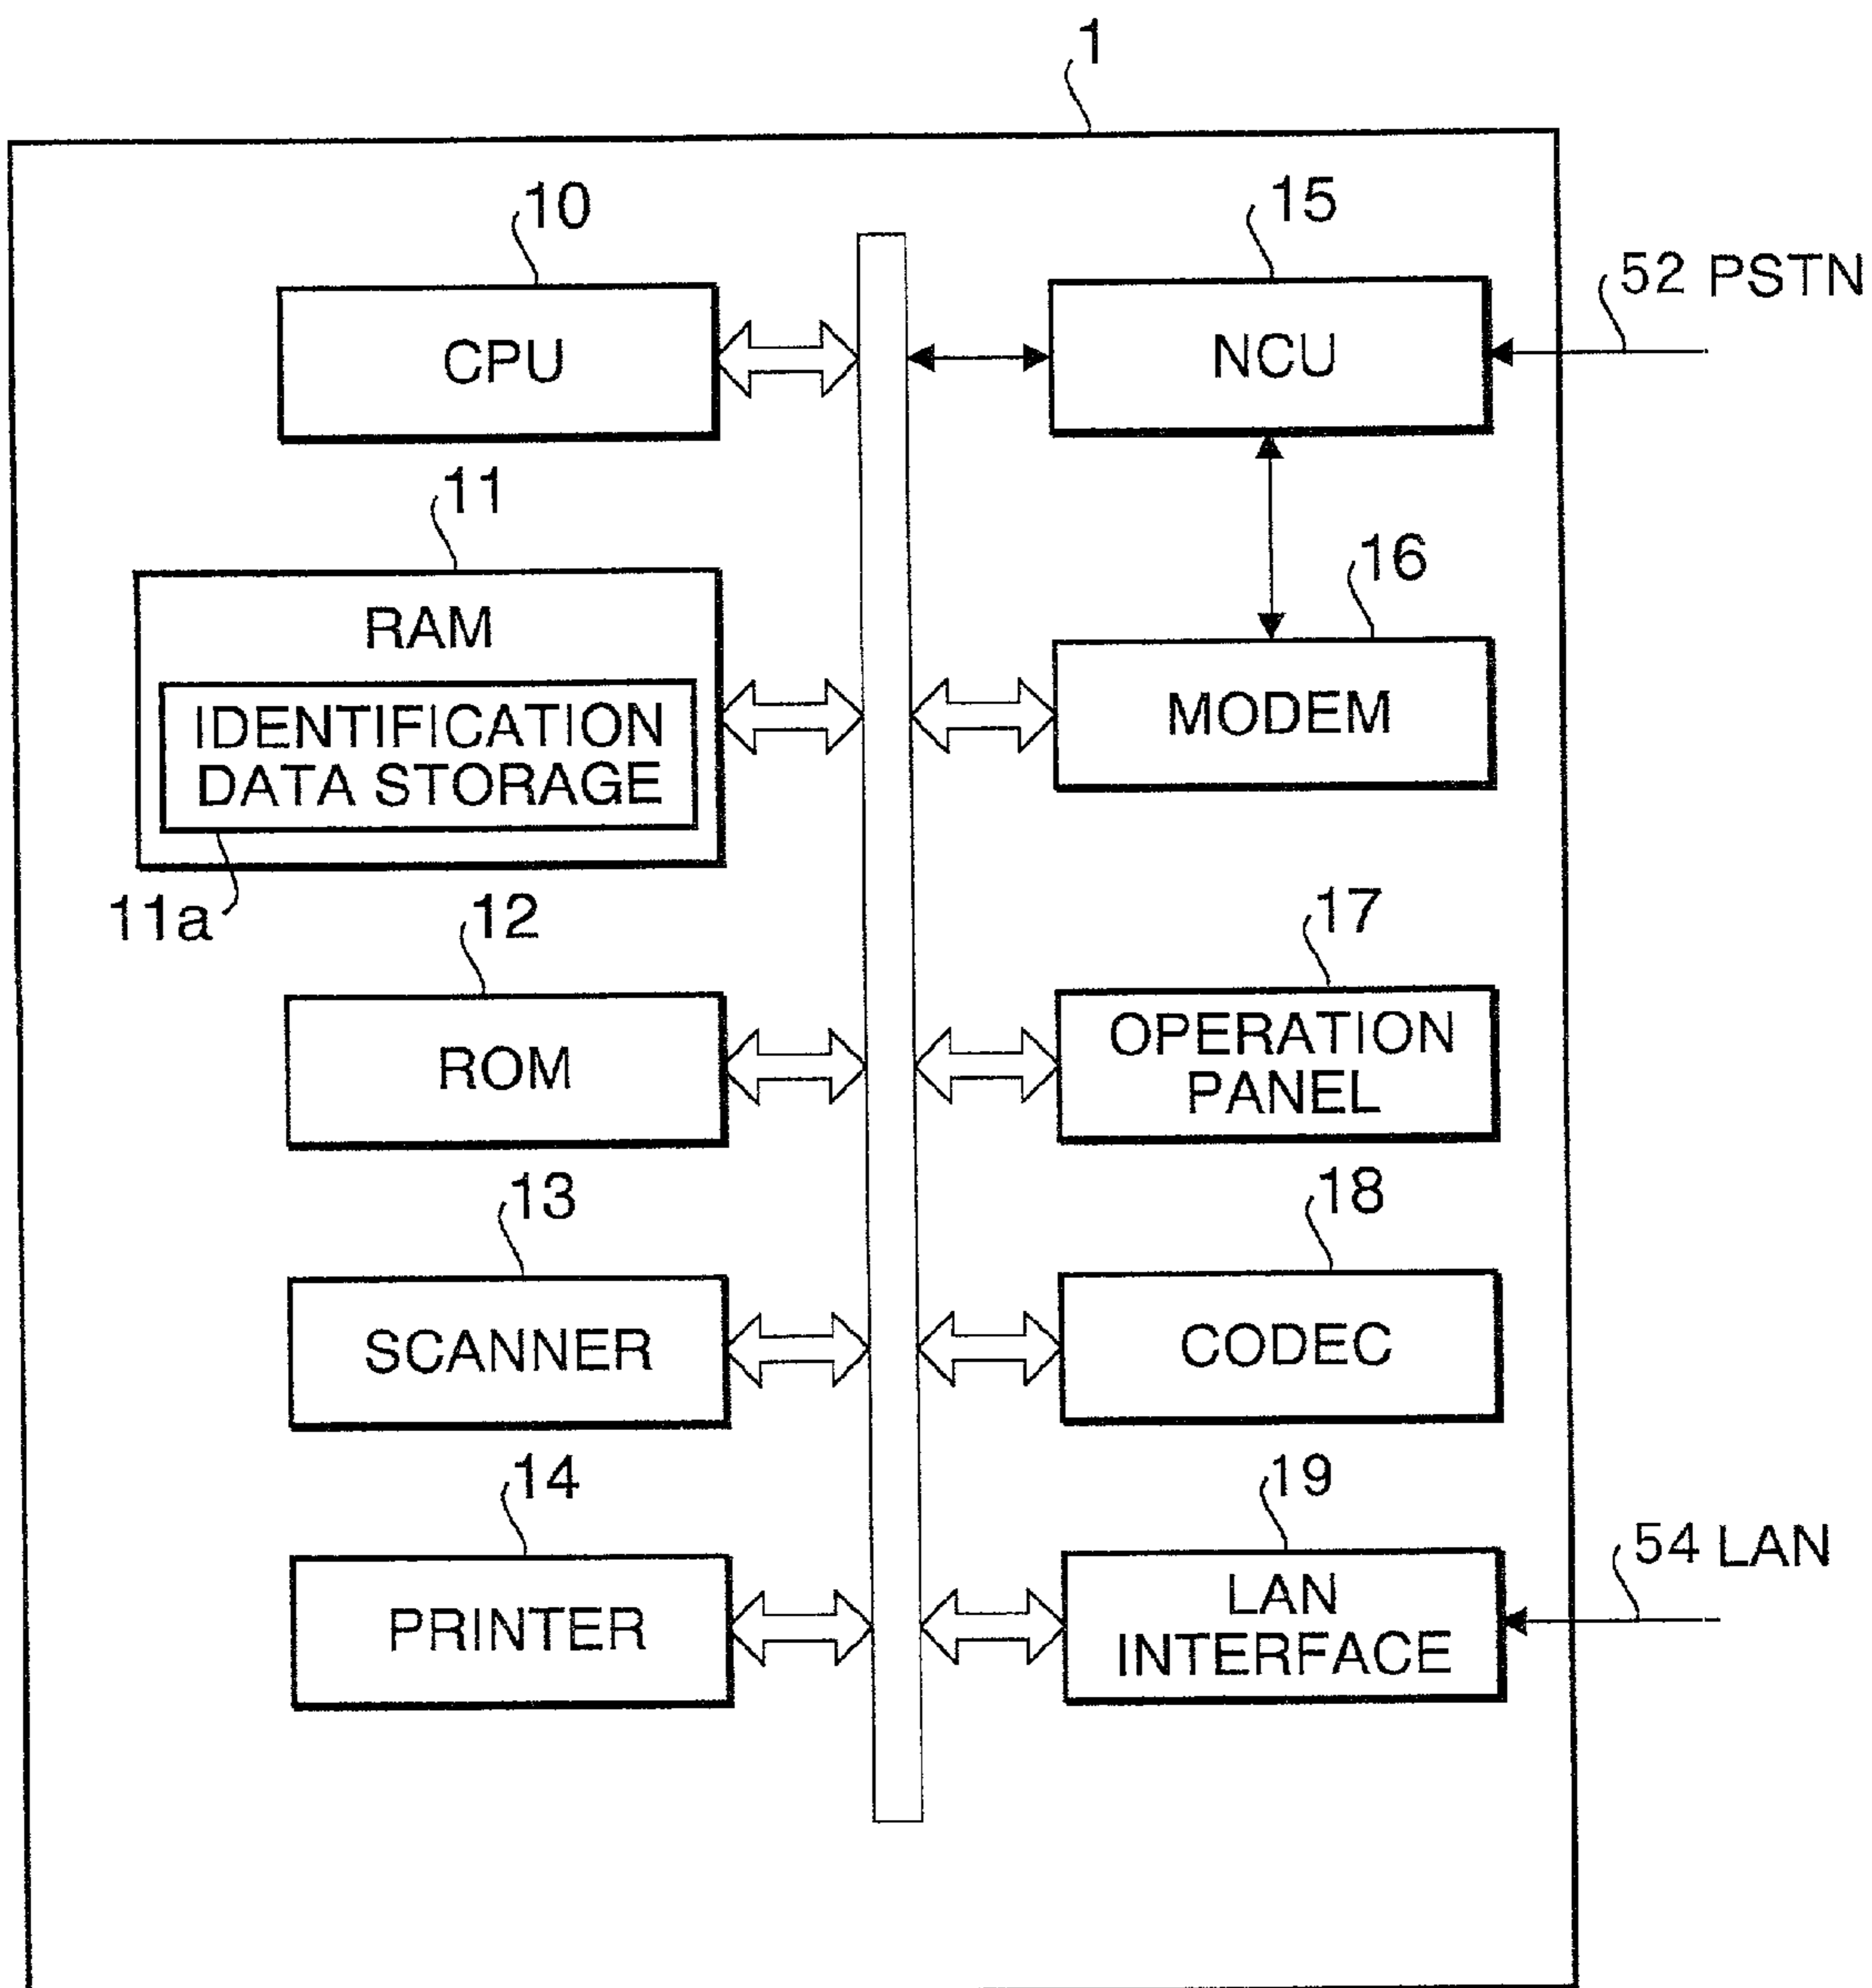 1
10
CPU
15
NCU
52 PSTN
11
RAM
IDENTIFICATION
DATA STORAGE
11a
16
MODEM
12
ROM
17
OPERATION
PANEL
13
SCANNER
18
CODEC
14
PRINTER
19
LAN
INTERFACE
54 LAN